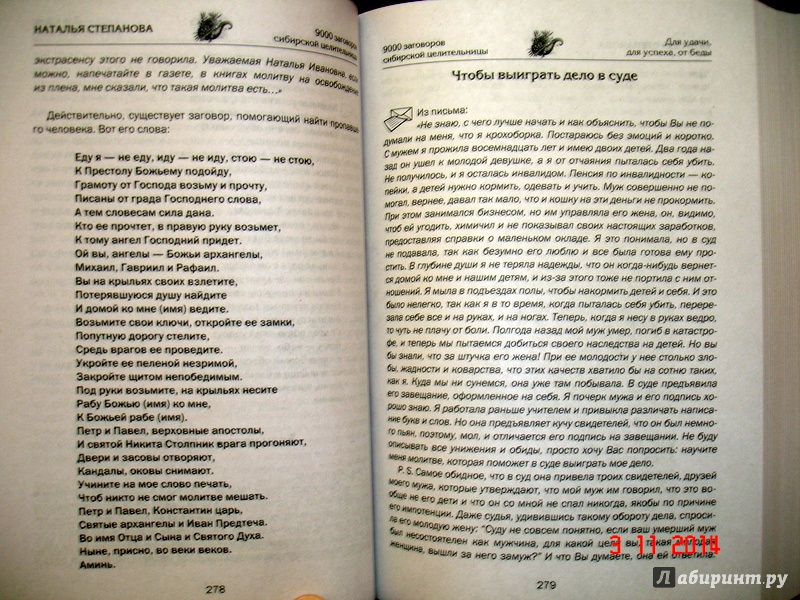 НАТАЛЬЯ СТЕПАНОВА
9000 заговоров
сибирской целительницы
экстрасенсу этого не говорила. Уважаемая Наталья Ивановна, если
можно, напечатайте в газете, в книгах молитву на освобождение
из плена, мне сказали, что такая молитва есть...»
Действительно, существует заговор, помогающий найти пропавше-
го человека. Вот его слова:
Еду я — не еду, иду — не иду, стою — не стою,
К Престолу Божьему подойду,
Грамоту от Господа возьму и прочту,
Писаны от града Господнего слова,
А тем словесам сила дана.
Кто ее прочтет, в правую руку возьмет,
К тому ангел Господний придет.
Ой вы, ангелы — Божьи архангелы,
Михаил, Гавриил и Рафаил.
Вы на крыльях своих взлетите,
Потерявшуюся душу найдите
И домой ко мне (имя) ведите.
Возьмите свои ключи, откройте ее замки,
Попутную дорогу стелите,
Средь врагов ее проведите.
Укройте ее пеленой незримой,
Закройте щитом непобедимым.
Под руки возьмите, на крыльях несите
Рабу Божью (имя) ко мне,
К Божьей рабе (имя).
Петр и Павел, верховные апостолы,
И святой Никита Столпник врага прогоняют,
Двери и засовы отворяют,
Кандалы, оковы снимают.
Учините на мое слово печать,
Чтоб никто не смог молитве мешать.
Петр и Павел, Константин царь,
Святые архангелы и Иван Предтеча.
Во имя Отца и Сына и Святого Духа.
Ныне, присно, во веки веков.
Аминь.
278
9000 заговоров
сибирской целительницы
Для удачи,
для успеха, от беды
Чтобы выиграть дело в суде
Из письма:
«Не знаю, с чего лучше начать и как объяснить, чтобы Вы не по-
думали на меня, что я крохоборка. Постараюсь без эмоций и коротко.
С мужем я прожила восемнадцать лет и имею двоих детей. Два года на-
зад он ушел к молодой девушке, а я от отчаяния пыталась себя убить.
Не получилось, и я осталась инвалидом. Пенсия по инвалидности — ко-
пейки, а детей нужно кормить, одевать и учить. Муж совершенно не по-
могал, вернее, давал так мало, что и кошку на эти деньги не прокормить.
При этом занимался бизнесом, но им управляла его жена, он, видимо,
чтоб ей угодить, химичил и не показывал своих настоящих заработков,
предоставляя справки о маленьком окладе. Я это понимала, но в суд
не подавала, так как безумно его люблю и все была готова ему про-
стить. В глубине души я не теряла надежды, что он когда-нибудь вернется
домой ко мне и нашим детям, и из-за этого тоже не портила с ним от-
ношений. Я мыла в подъездах полы, чтобы накормить детей и себя. И это
было нелегко, так как я в то время, когда пыталась себя убить, перере-
зала себе все и на руках, и на ногах. Теперь, когда я несу в руках ведро,
то чуть не плачу от боли. Полгода назад мой муж умер, погиб в катастро-
фе, и теперь мы пытаемся добиться своего наследства на детей. Но вы
бы знали, что за штучка его жена! При ее молодости у нее столько зло-
бы, жадности и коварства, что этих качеств хватило бы на сотню таких,
как я. Куда мы ни сунемся, она уже там побывала. В суде предъявила
его завещание, оформленное на себя. Я почерк мужа и его подпись хо-
рошо знаю. Я работала раньше учителем и привыкла различать написа-
ние букв и слов. Но она предъявляет кучу свидетелей, что он был немно-
го пьян, поэтому, мол, и отличается его подпись на завещании. Не буду
описывать все унижения и обиды, просто хочу Вас попросить: научите
меня молитве, которая поможет в суде выиграть мое дело.
P. S. Самое обидное, что в суд она привела троих свидетелей, друзей
моего мужа, которые утверждают, что мой муж им говорил, что это во-
обще не его дети и что он со мной не спал никогда, якобы по причине
его импотенции. Даже судья, удивившись такому обороту дела, спроси-
ла его молодую жену: "Суду не совсем понятно, если ваш умерший муж
был несостоятелен как мужчина, для какой цели вы, такая молодая
женщина, вышли за него замуж?" И что Вы думаете, она ей ответила:
279
3 11 2014
Лабиринт.ру